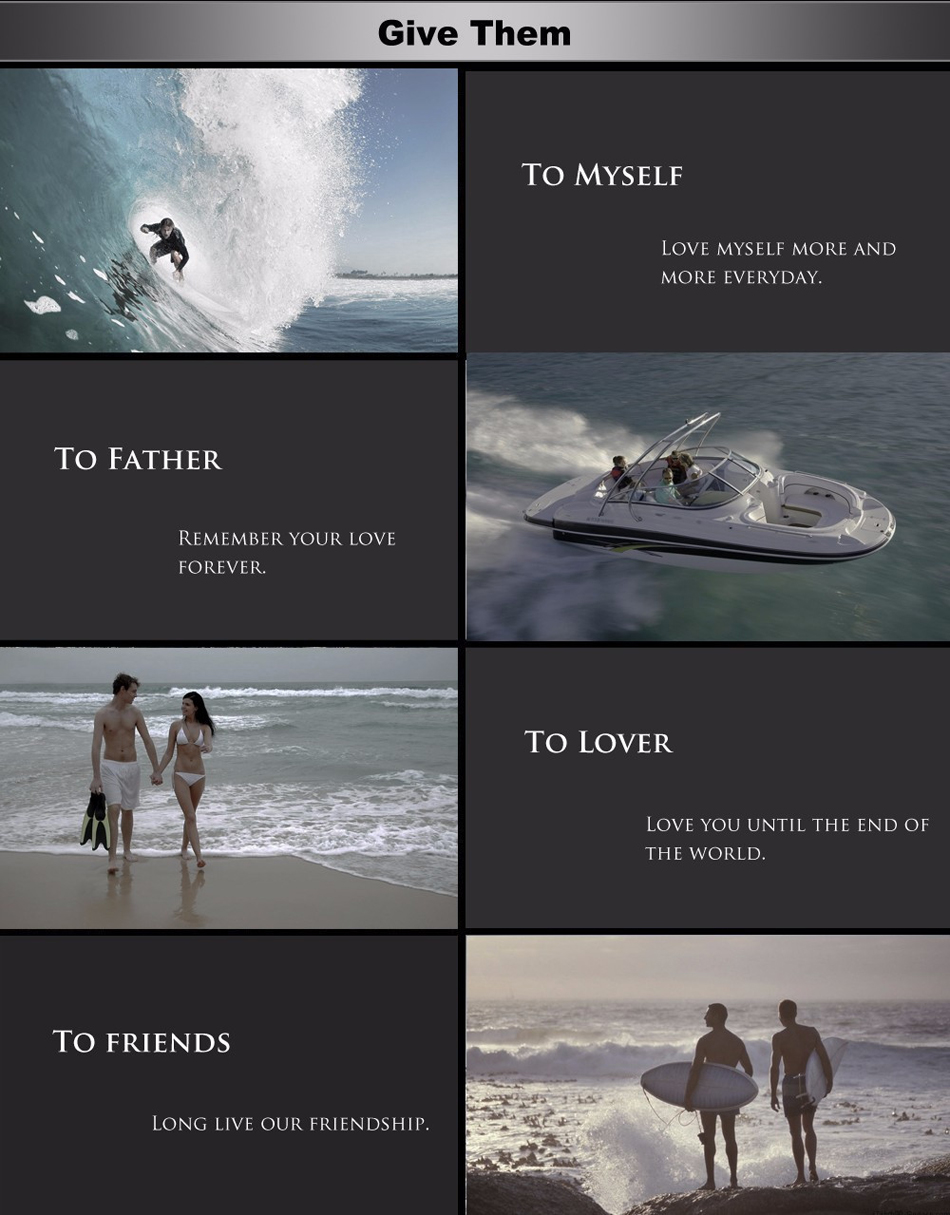 Give Them
To Myself
Love myself more and
more everyday.
To Father
Remember your love
forever.
To Lover
Love you until the end of
the world.
To friends
Long live our friendship.